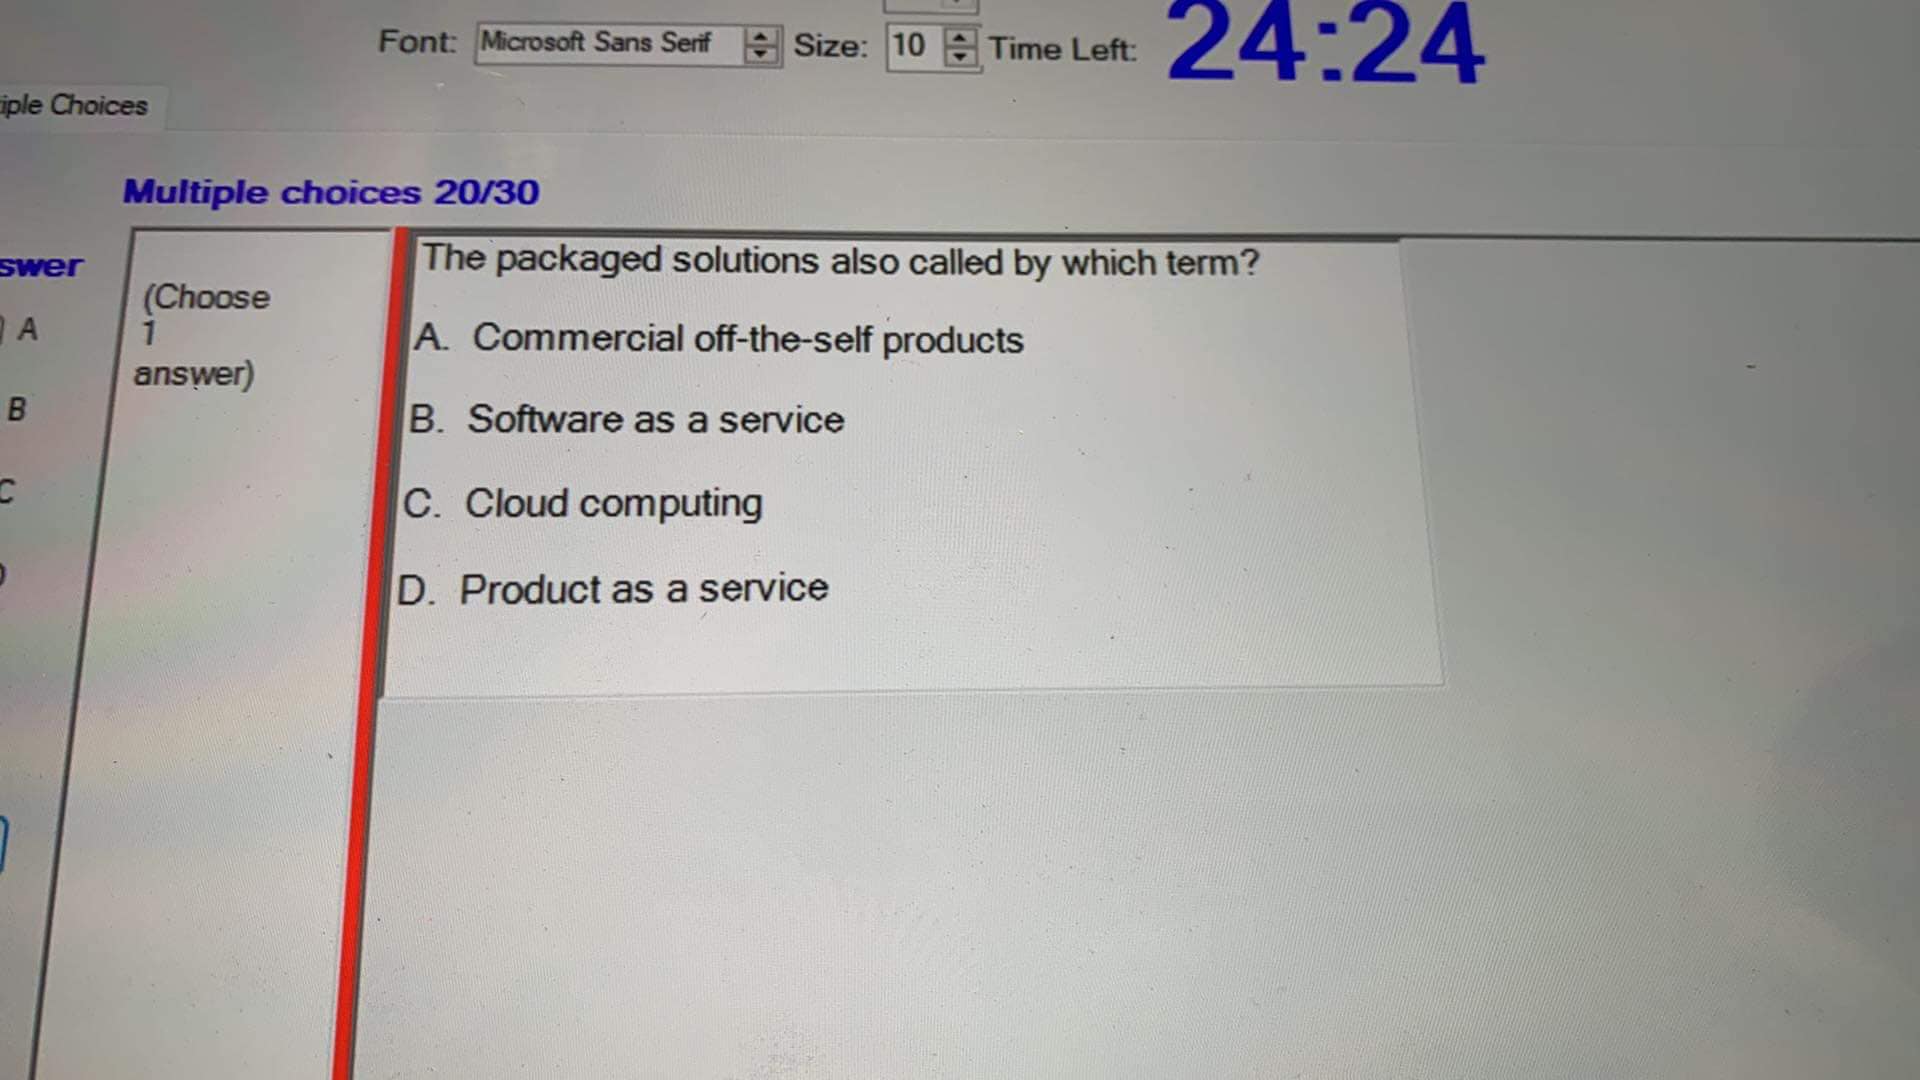 Font: Microsoft Sans Serif Size: 10 Time Left: 24:24
iple Choices
Multiple choices 20/30
swer
(Choose
1
answer)
A
B
C
The packaged solutions also called by which term?
A. Commercial off-the-self products
B. Software as a service
C. Cloud computing
D. Product as a service